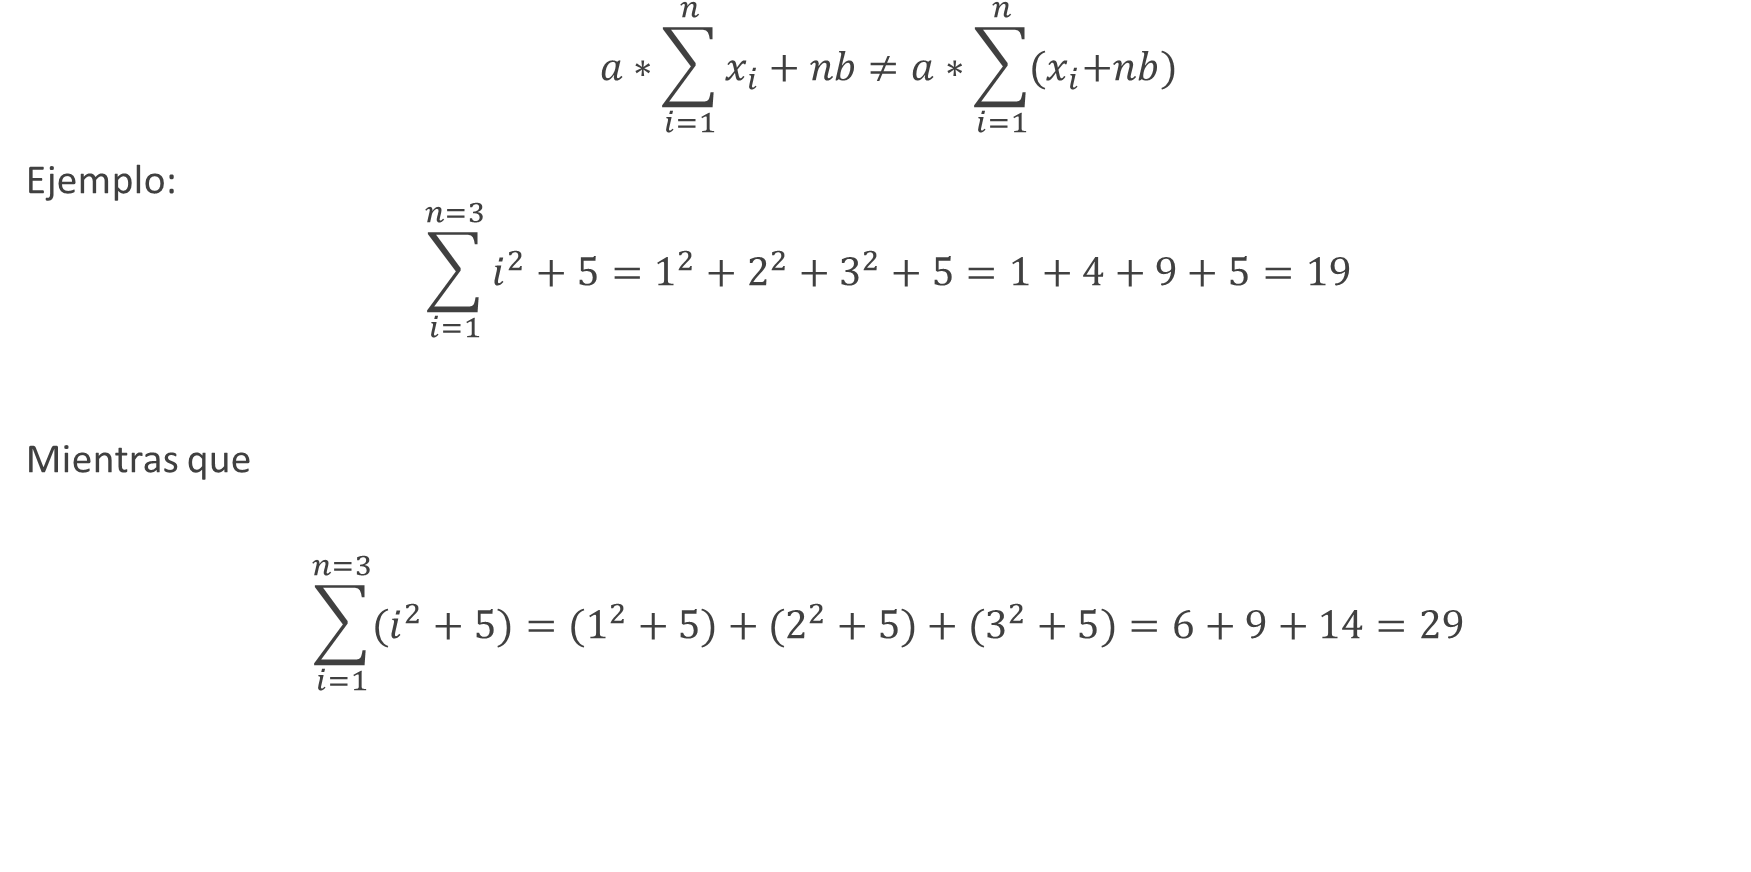 a ∗ ∑_{i=1}^{n} x_i + nb ≠ a ∗ ∑_{i=1}^{n} (x_i+nb)
Ejemplo:
∑_{i=1}^{n=3} i² + 5 = 1² + 2² + 3² + 5 = 1 + 4 + 9 + 5 = 19
Mientras que
∑_{i=1}^{n=3} (i² + 5) = (1² + 5) + (2² + 5) + (3² + 5) = 6 + 9 + 14 = 29